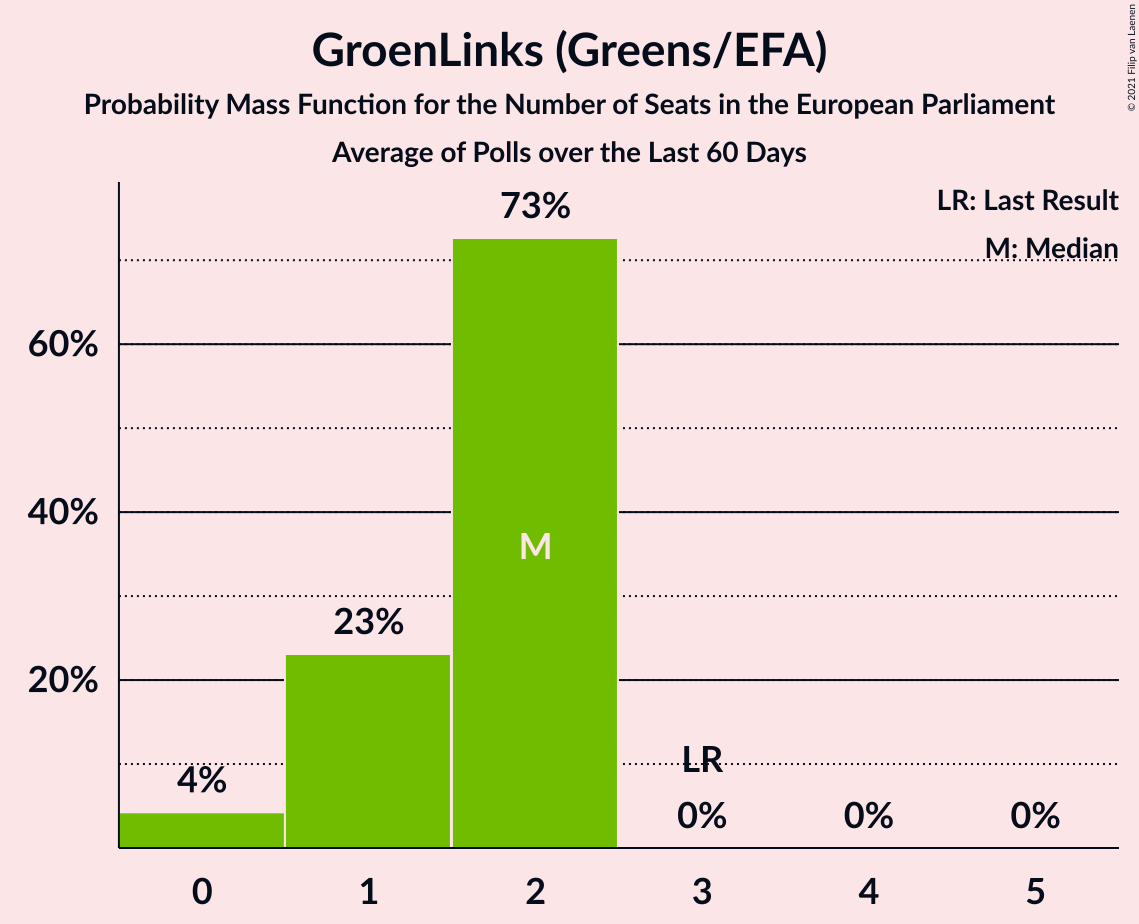 GroenLinks (Greens/EFA)
Probability Mass Function for the Number of Seats in the European Parliament
Average of Polls over the Last 60 Days
© 2021 Filip van Laenen
LR: Last Result
M: Median
73%
60%
40%
M
23%
20%
LR
4%
0%
0%
0%
0
1
2
3
4
5